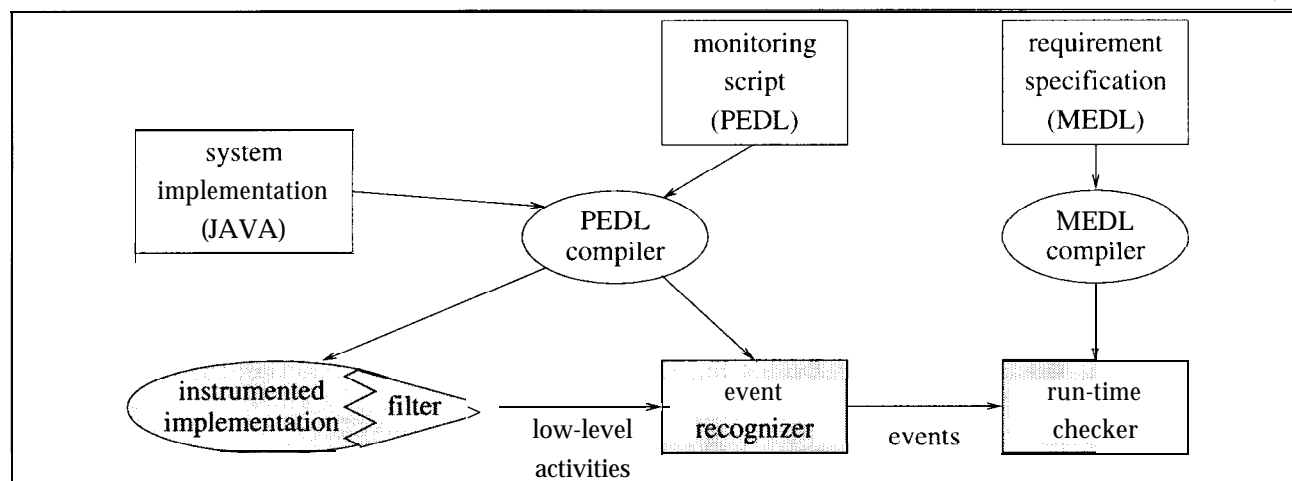 monitoring
script
(PEDL)
requirement
specification
(MEDL)
system
implementation
(JAVA)
PEDL
compiler
MEDL
compiler
instrumented
implementation
filter
low-level
activities
event
recognizer
events
run-time
checker